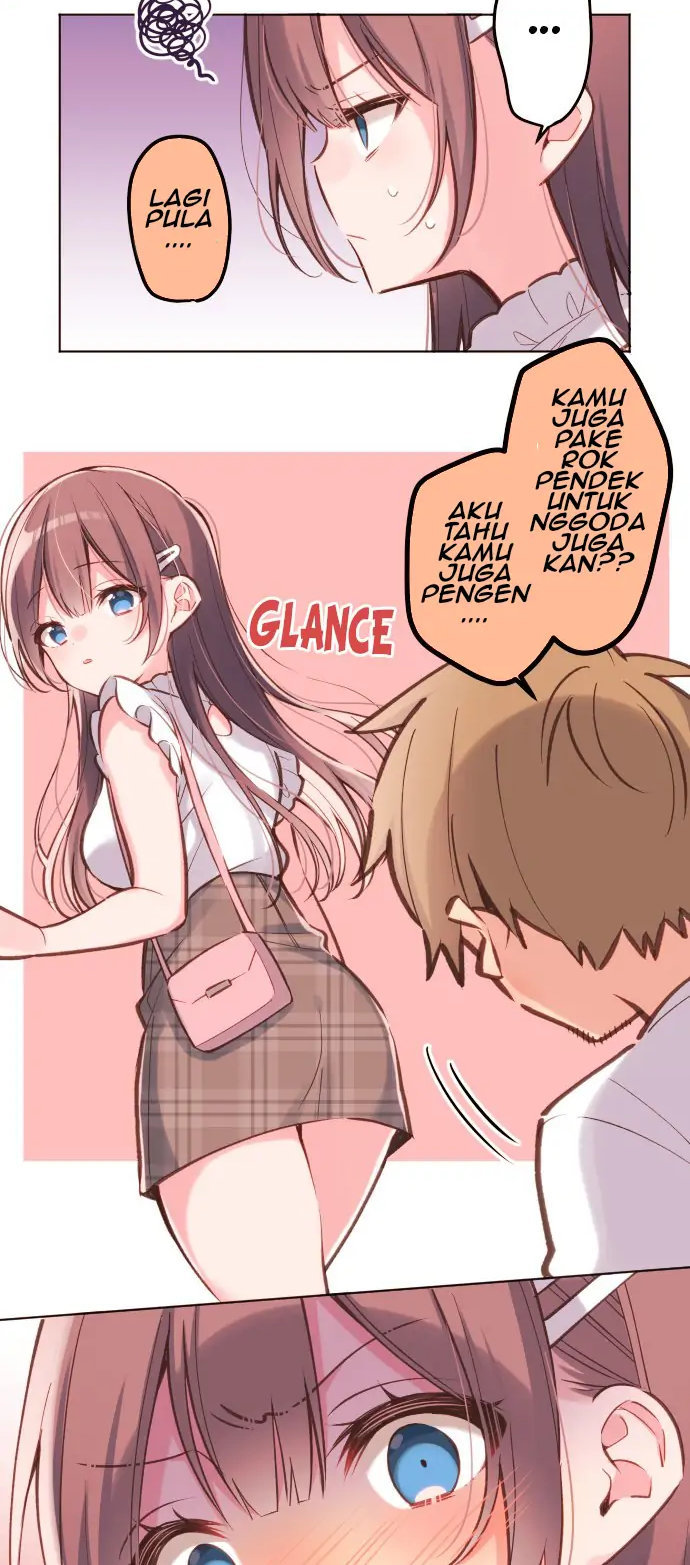 ...
LAGI
PULA
....
KAMU
JUGA
PAKE
ROK
PENDEK
UNTUK
NGGODA
JUGA
KAN??
AKU
TAHU
KAMU
JUGA
PENGEN
....
GLANCE